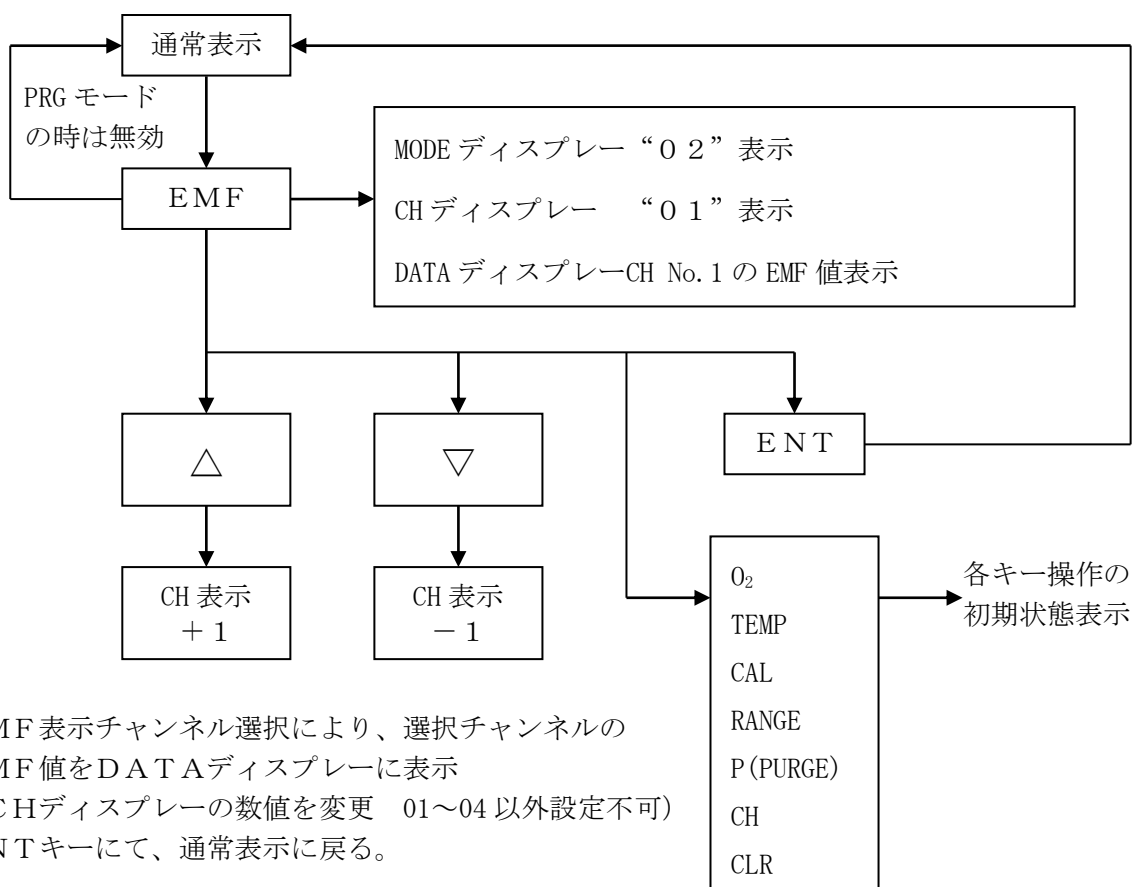 通常表示
PRG モード
の時は無効
ＥＭＦ
MODE ディスプレー“０２”表示
CH ディスプレー　“０１”表示
DATA ディスプレーCH No.1 の EMF 値表示
△
▽
ＥＮＴ
CH 表示
＋１
CH 表示
－１
O₂
TEMP
CAL
RANGE
P(PURGE)
CH
CLR
各キー操作の
初期状態表示
ＭＦ表示チャンネル選択により、選択チャンネルの
ＭＦ値をＤＡＴＡディスプレーに表示
ＣＨディスプレーの数値を変更　01～04 以外設定不可）
ＮＴキーにて、通常表示に戻る。